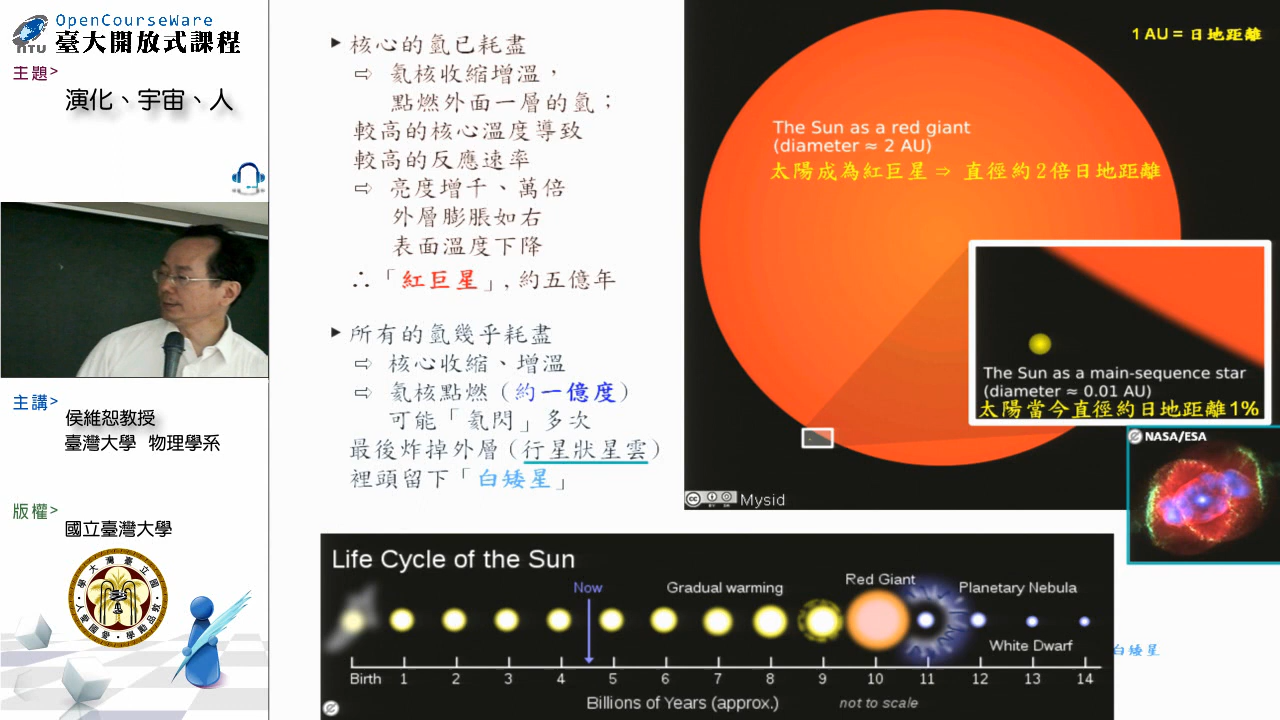 OpenCourseWare
NTU
臺大開放式課程
主題>
演化、宇宙、人
主講>
侯維恕教授
臺灣大學 物理學系
版權>
國立臺灣大學
▶ 核心的氫已耗盡
⇨ 氦核收縮增溫，
點燃外面一層的氫；
較高的核心溫度導致
較高的反應速率
⇨ 亮度增千、萬倍
外層膨脹如右
表面溫度下降
∴「紅巨星」, 約五億年
▶ 所有的氫幾乎耗盡
⇨ 核心收縮、增溫
⇨ 氦核點燃（約一億度）
可能「氦閃」多次
最後炸掉外層（行星狀星雲）
裡頭留下「白矮星」
1 AU = 日地距離
The Sun as a red giant
(diameter ≈ 2 AU)
太陽成為紅巨星⇒ 直徑約2倍日地距離
The Sun as a main-sequence star
(diameter ≈ 0.01 AU)
太陽當今直徑約日地距離1%
cc
Mysid
NASA/ESA
Life Cycle of the Sun
Now
Gradual warming
Red Giant
Planetary Nebula
White Dwarf
Birth 1 2 3 4 5 6 7 8 9 10 11 12 13 14
Billions of Years (approx.)
not to scale
白矮星